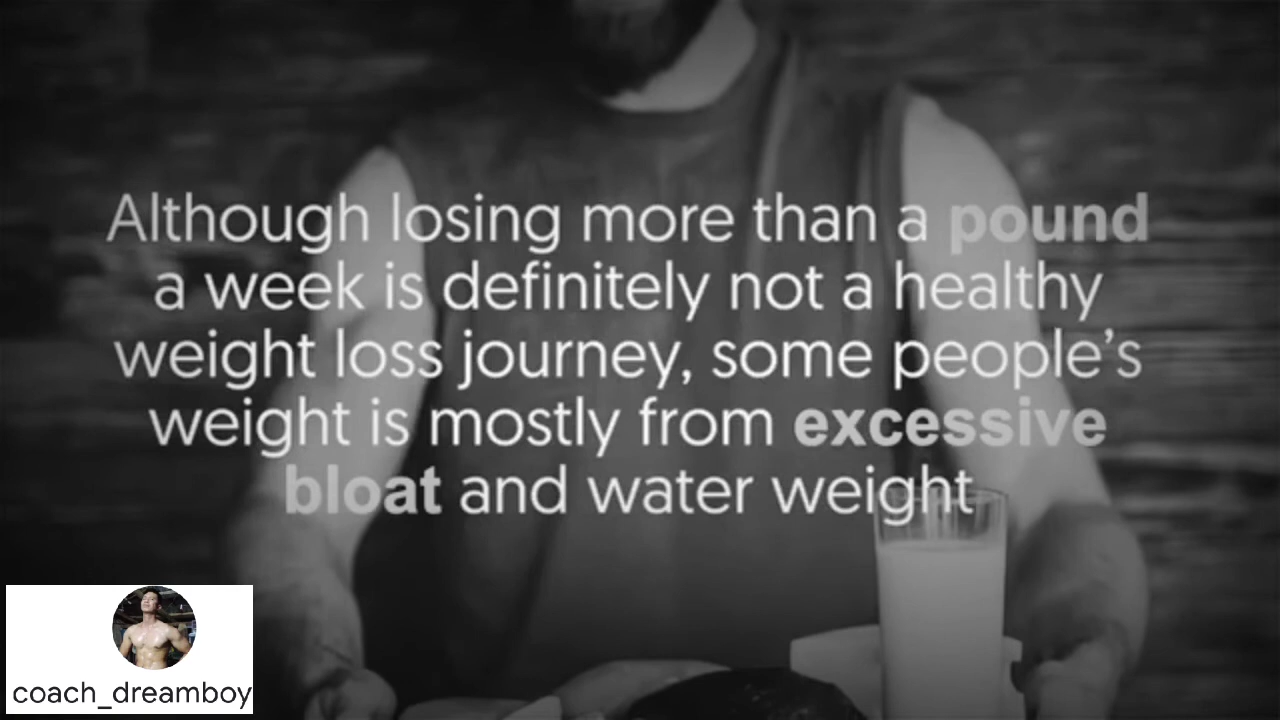 Although losing more than a pound
a week is definitely not a healthy
weight loss journey, some people’s
weight is mostly from excessive
bloat and water weight
coach_dreamboy